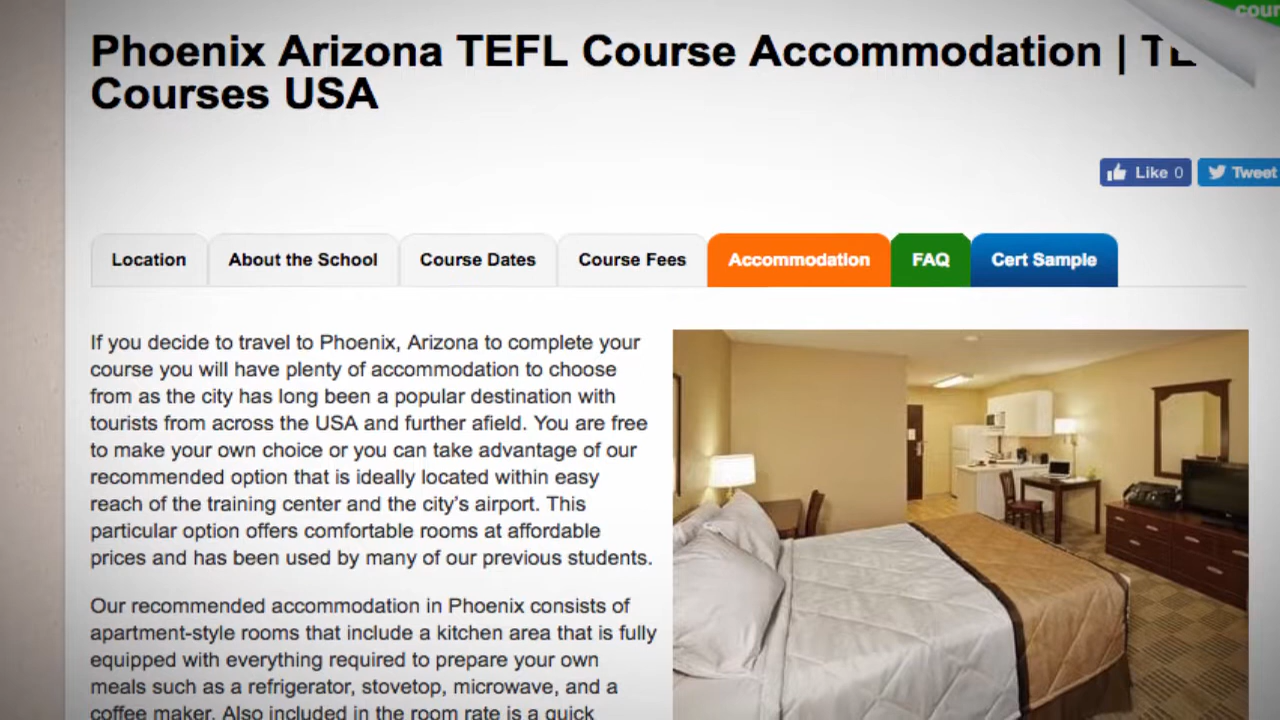 cour
Phoenix Arizona TEFL Course Accommodation |
Courses USA
Like 0
Tweet
Location
About the School
Course Dates
Course Fees
Accommodation
FAQ
Cert Sample
If you decide to travel to Phoenix, Arizona to complete your
course you will have plenty of accommodation to choose
from as the city has long been a popular destination with
tourists from across the USA and further afield. You are free
to make your own choice or you can take advantage of our
recommended option that is ideally located within easy
reach of the training center and the city's airport. This
particular option offers comfortable rooms at affordable
prices and has been used by many of our previous students.
Our recommended accommodation in Phoenix consists of
apartment-style rooms that include a kitchen area that is fully
equipped with everything required to prepare your own
meals such as a refrigerator, stovetop, microwave, and a
coffee maker. Also included in the room rate is a quick